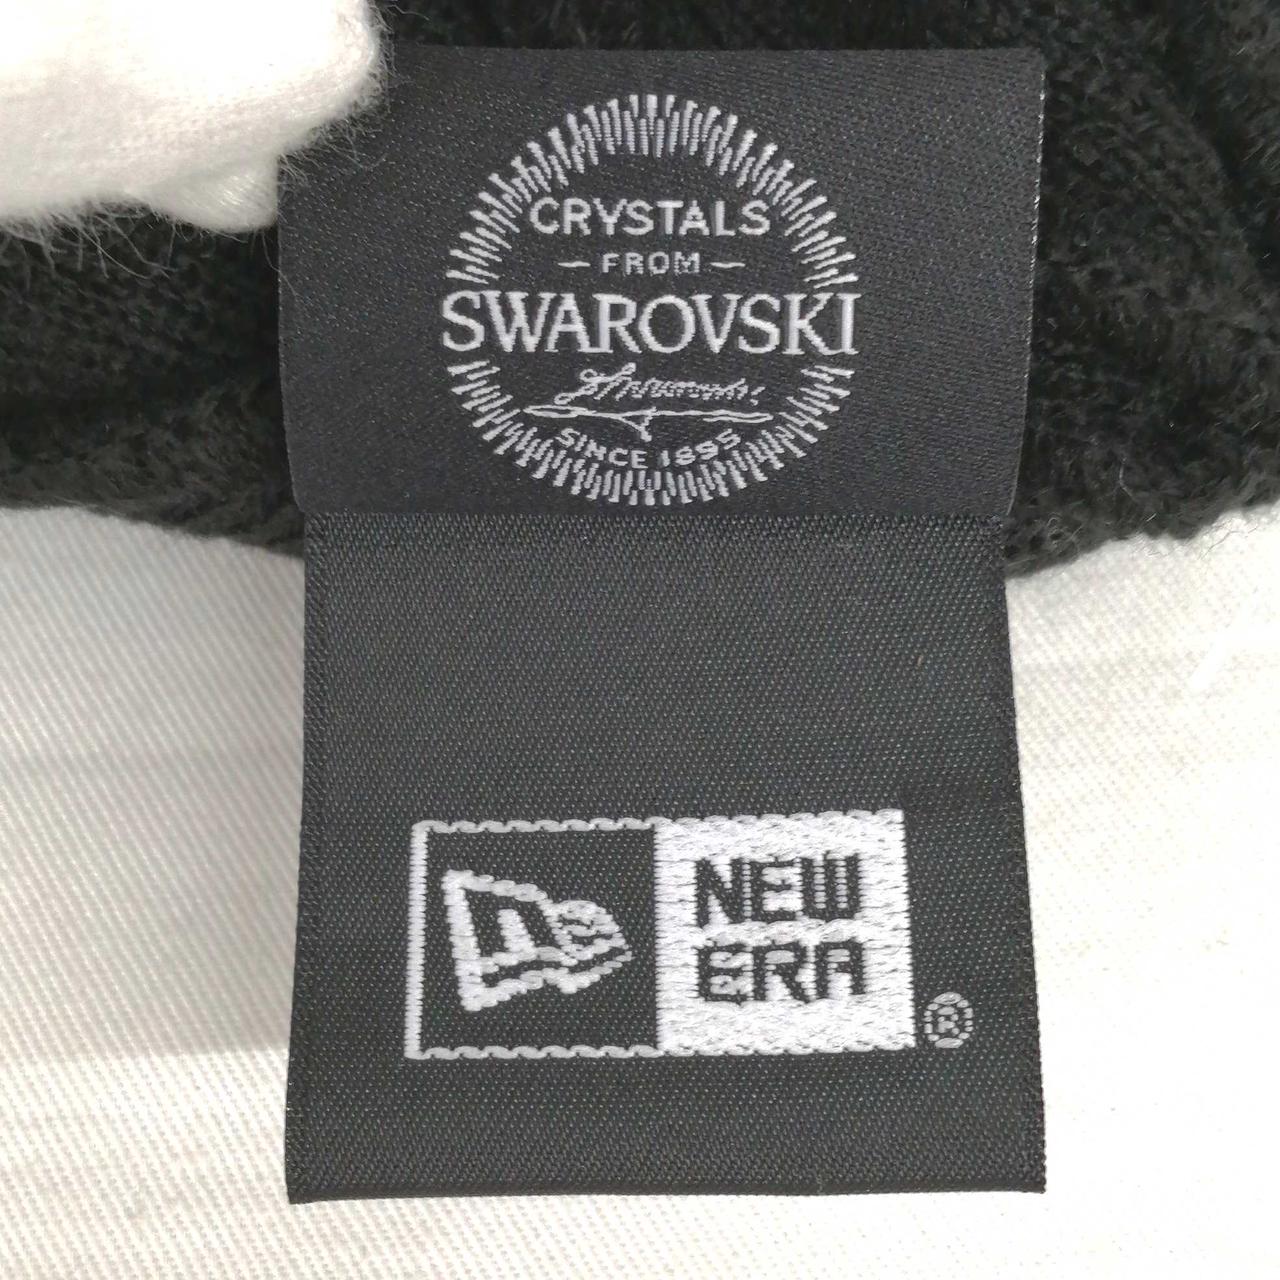 CRYSTALS
– FROM –
SWAROVSKI
SINCE 1895
NEW
ERA
®